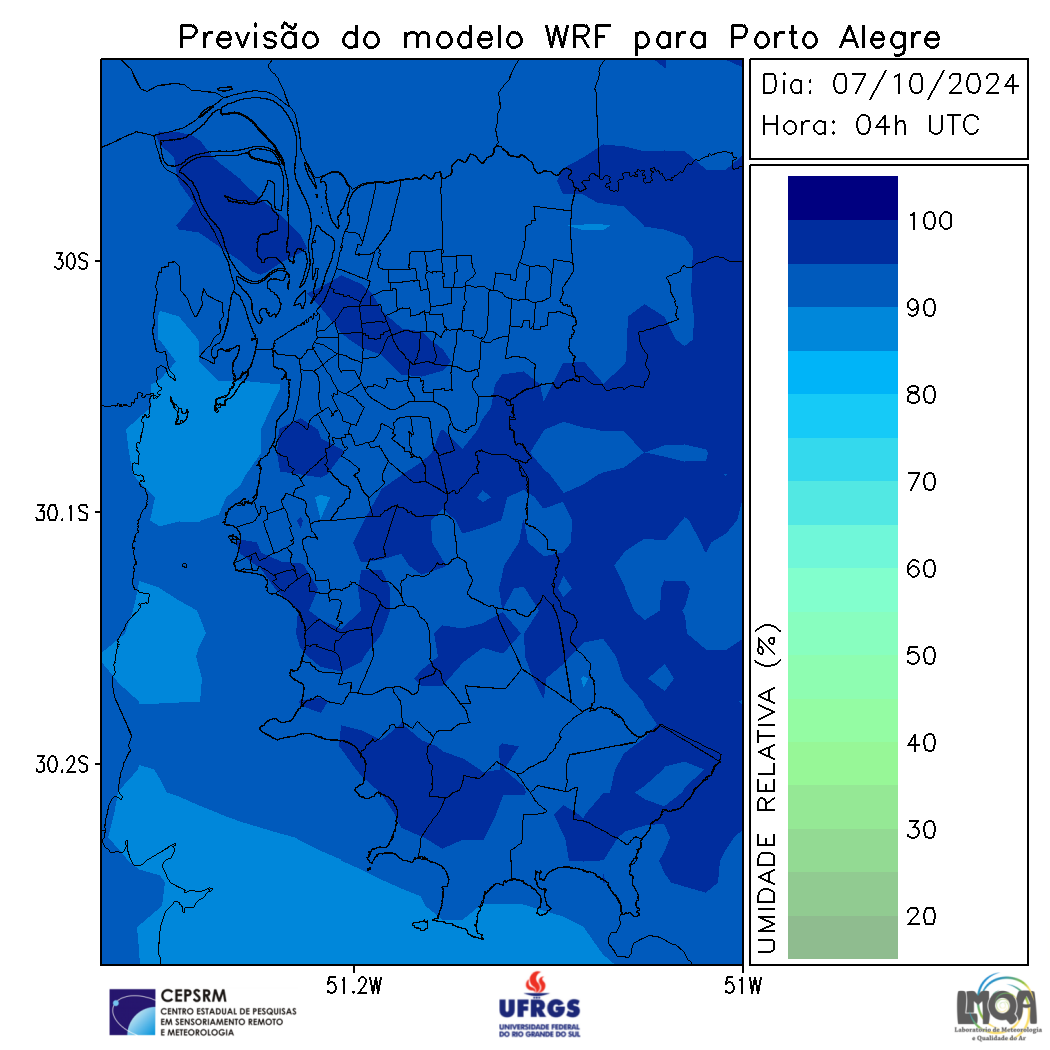 Previsão do modelo WRF para Porto Alegre
Dia: 07/10/2024
Hora: 04h UTC
100
90
80
70
60
50
40
30
20
UMIDADE RELATIVA (%)
30S
30.1S
30.2S
51.2W
51W
CEPSRM
CENTRO ESTADUAL DE PESQUISAS
EM SENSORIAMENTO REMOTO
E METEOROLOGIA
UFRGS
UNIVERSIDADE FEDERAL
DO RIO GRANDE DO SUL
LMQA
Laboratório de Meteorologia
e Qualidade do Ar